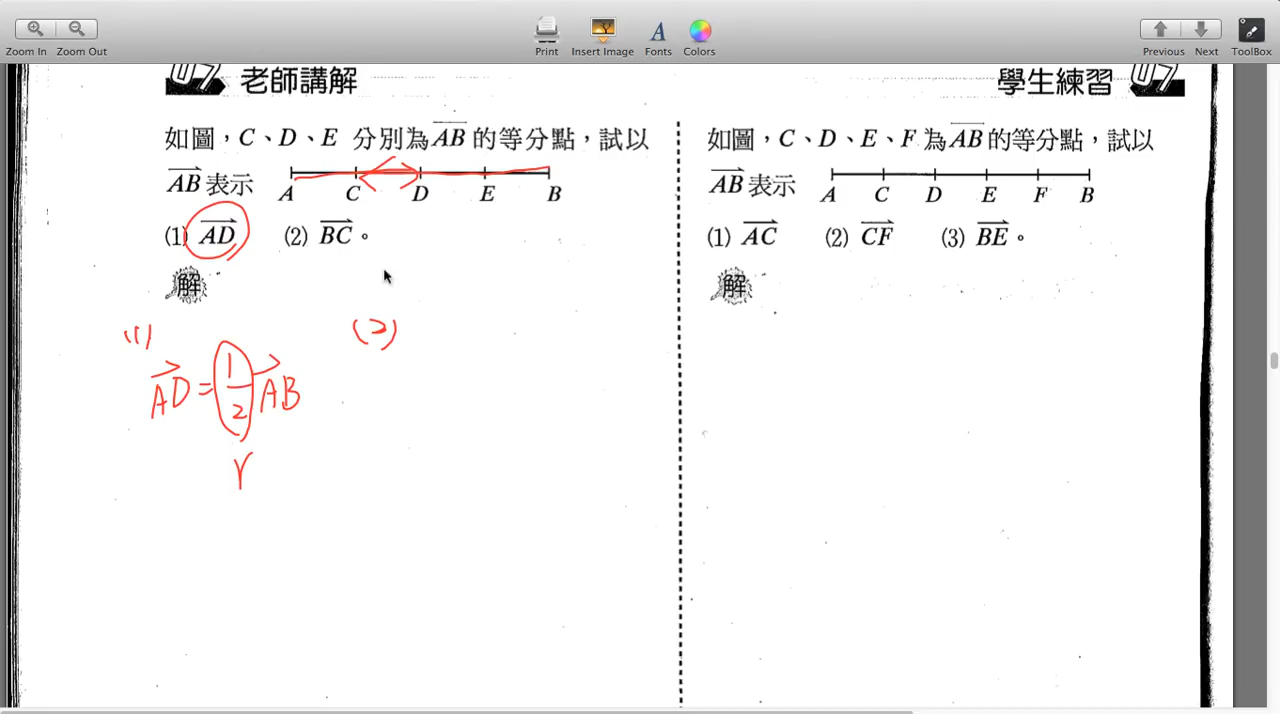 Zoom In Zoom Out Print Insert Image Fonts Colors Previous Next ToolBox
07 老師講解
如圖，C、D、E 分別為 AB 的等分點，試以
AB 表示
A C D E B
(1) AD (2) BC。
解
(1)
(2)
AD = 1/2 AB
r
學生練習 07
如圖，C、D、E、F 為 AB 的等分點，試以
AB 表示
A C D E F B
(1) AC (2) CF (3) BE。
解